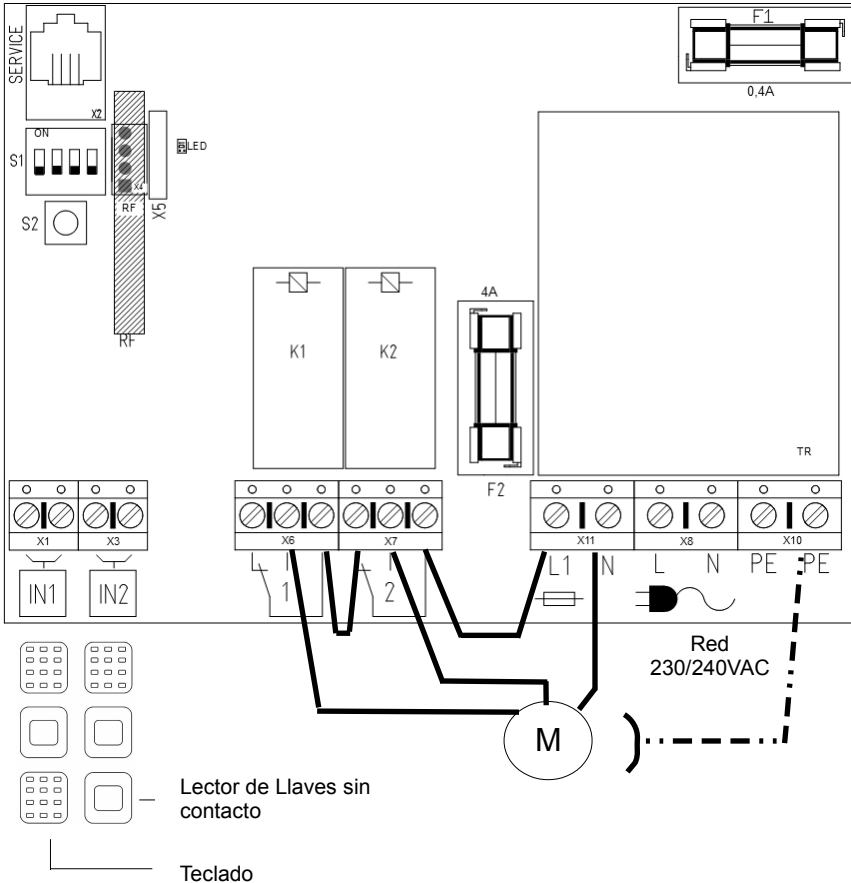 F1
0,4A
SERVICE
X2
ON
S1
X4
RF
X5
LED
S2
RF
K1
K2
4A
F2
TR
X1
X3
X6
X7
X11
X8
X10
IN1
IN2
1
2
L1
N
L
N
PE
PE
Red
230/240VAC
M
Lector de Llaves sin
contacto
Teclado